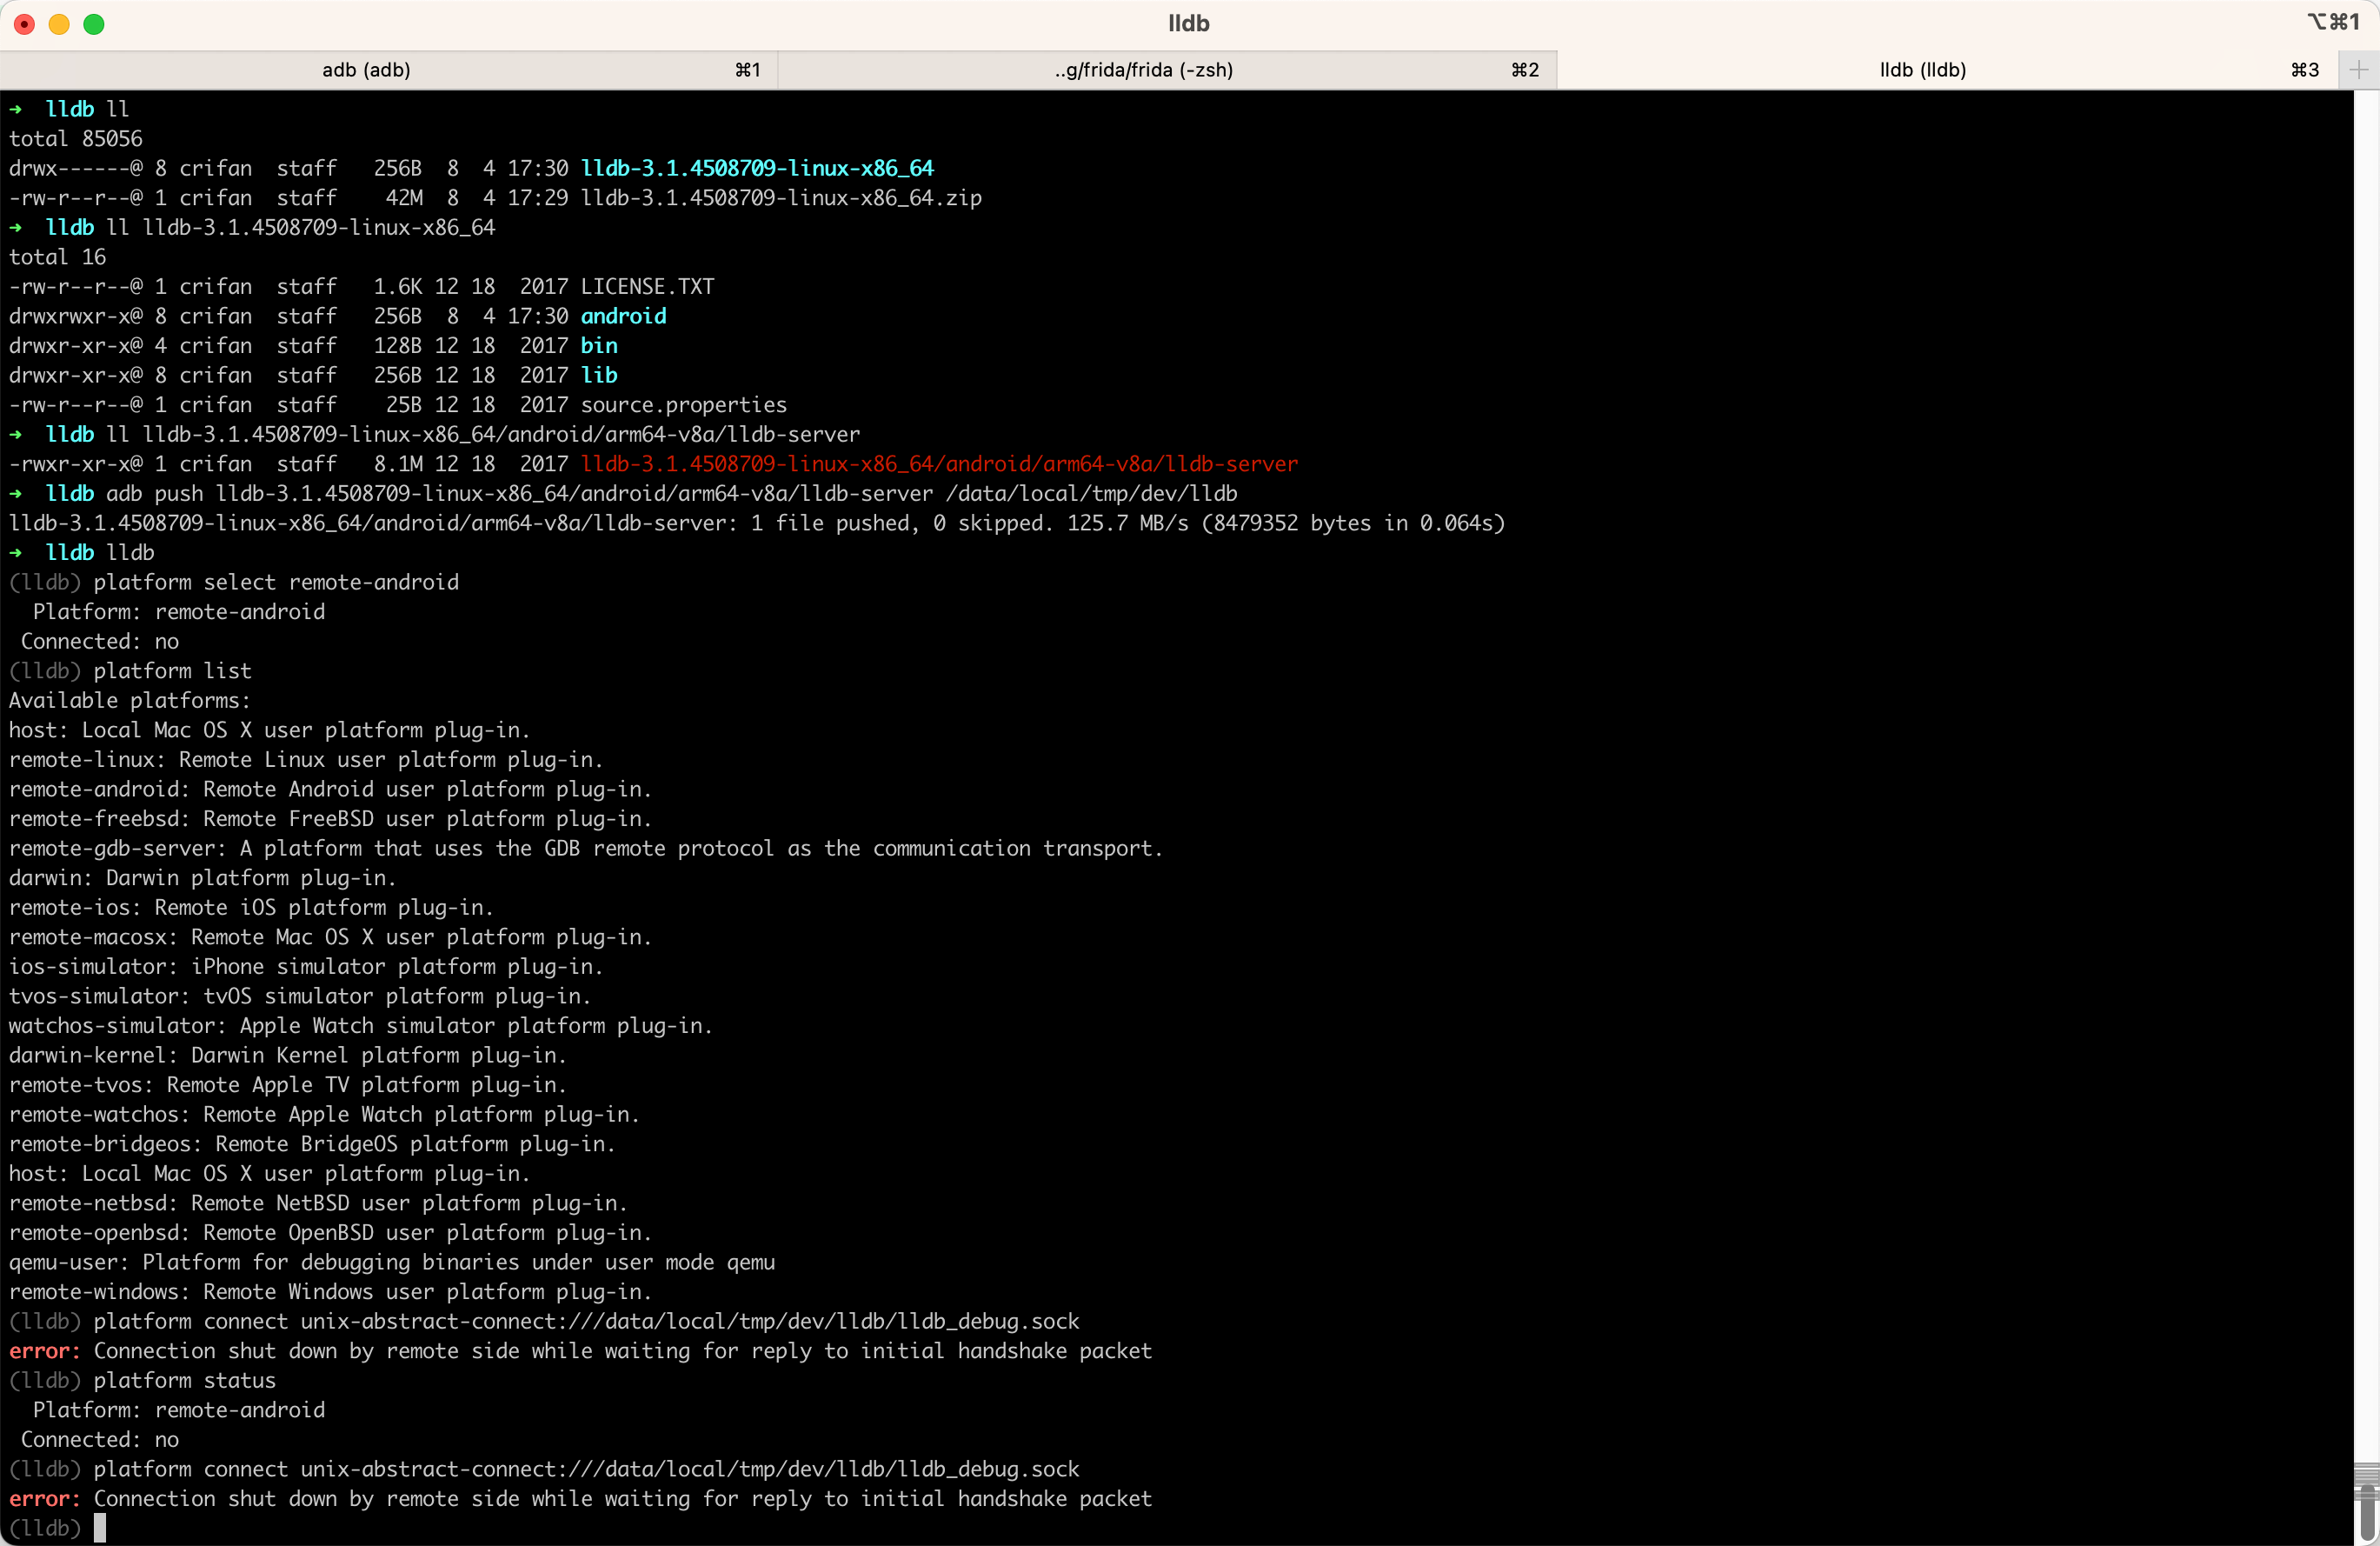 lldb
⌥⌘1
adb (adb) ⌘1
..g/frida/frida (-zsh) ⌘2
lldb (lldb) ⌘3
→ lldb ll
total 85056
drwx------@ 8 crifan  staff   256B  8  4 17:30 lldb-3.1.4508709-linux-x86_64
-rw-r--r--@ 1 crifan  staff    42M  8  4 17:29 lldb-3.1.4508709-linux-x86_64.zip
→ lldb ll lldb-3.1.4508709-linux-x86_64
total 16
-rw-r--r--@ 1 crifan  staff   1.6K 12 18  2017 LICENSE.TXT
drwxrwxr-x@ 8 crifan  staff   256B  8  4 17:30 android
drwxr-xr-x@ 4 crifan  staff   128B 12 18  2017 bin
drwxr-xr-x@ 8 crifan  staff   256B 12 18  2017 lib
-rw-r--r--@ 1 crifan  staff    25B 12 18  2017 source.properties
→ lldb ll lldb-3.1.4508709-linux-x86_64/android/arm64-v8a/lldb-server
-rwxr-xr-x@ 1 crifan  staff   8.1M 12 18  2017 lldb-3.1.4508709-linux-x86_64/android/arm64-v8a/lldb-server
→ lldb adb push lldb-3.1.4508709-linux-x86_64/android/arm64-v8a/lldb-server /data/local/tmp/dev/lldb
lldb-3.1.4508709-linux-x86_64/android/arm64-v8a/lldb-server: 1 file pushed, 0 skipped. 125.7 MB/s (8479352 bytes in 0.064s)
→ lldb lldb
(lldb) platform select remote-android
  Platform: remote-android
 Connected: no
(lldb) platform list
Available platforms:
host: Local Mac OS X user platform plug-in.
remote-linux: Remote Linux user platform plug-in.
remote-android: Remote Android user platform plug-in.
remote-freebsd: Remote FreeBSD user platform plug-in.
remote-gdb-server: A platform that uses the GDB remote protocol as the communication transport.
darwin: Darwin platform plug-in.
remote-ios: Remote iOS platform plug-in.
remote-macosx: Remote Mac OS X user platform plug-in.
ios-simulator: iPhone simulator platform plug-in.
tvos-simulator: tvOS simulator platform plug-in.
watchos-simulator: Apple Watch simulator platform plug-in.
darwin-kernel: Darwin Kernel platform plug-in.
remote-tvos: Remote Apple TV platform plug-in.
remote-watchos: Remote Apple Watch platform plug-in.
remote-bridgeos: Remote BridgeOS platform plug-in.
host: Local Mac OS X user platform plug-in.
remote-netbsd: Remote NetBSD user platform plug-in.
remote-openbsd: Remote OpenBSD user platform plug-in.
qemu-user: Platform for debugging binaries under user mode qemu
remote-windows: Remote Windows user platform plug-in.
(lldb) platform connect unix-abstract-connect:///data/local/tmp/dev/lldb/lldb_debug.sock
error: Connection shut down by remote side while waiting for reply to initial handshake packet
(lldb) platform status
  Platform: remote-android
 Connected: no
(lldb) platform connect unix-abstract-connect:///data/local/tmp/dev/lldb/lldb_debug.sock
error: Connection shut down by remote side while waiting for reply to initial handshake packet
(lldb)